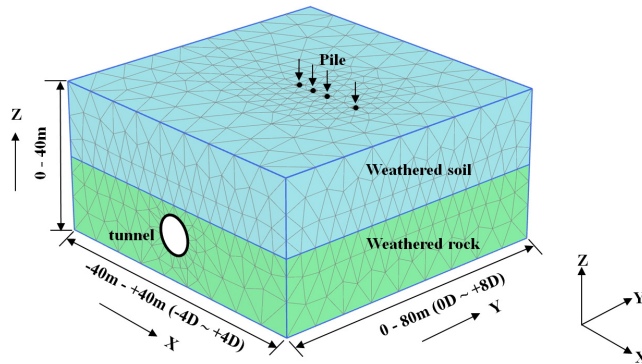 Pile
Z
0 - 40m
Weathered soil
tunnel
Weathered rock
-40m - +40m (-4D ~ +4D)
X
0 - 80m (0D ~ +8D)
Y
Z
Y
X